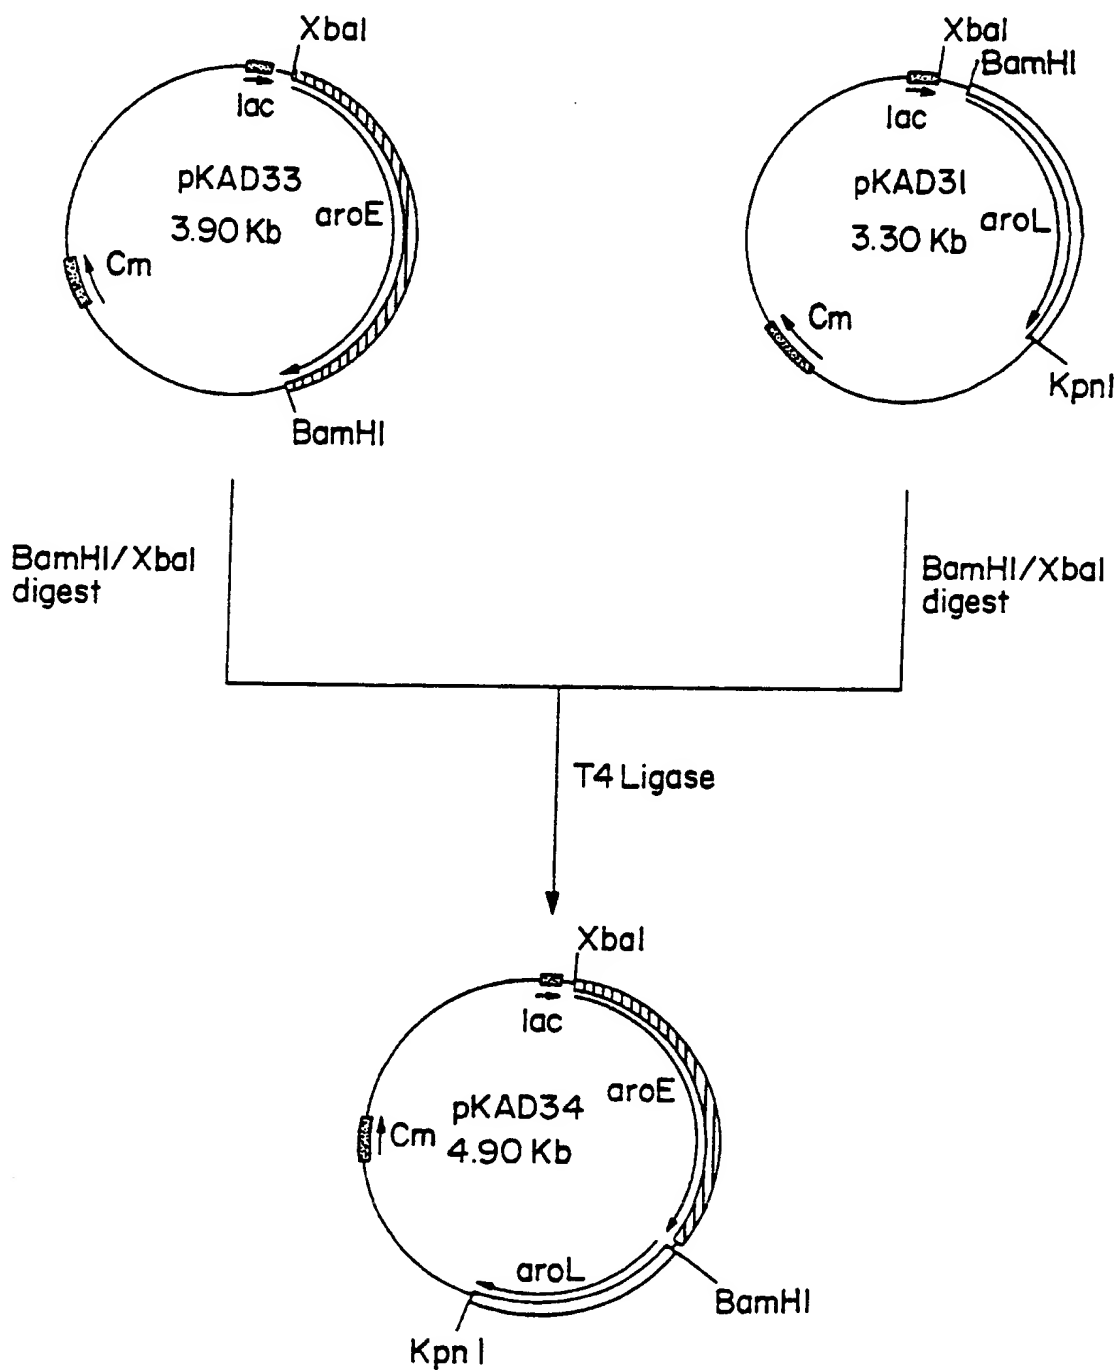 XbaI
lac
pKAD33
3.90 Kb
aroE
Cm
BamHI
XbaI
BamHI
lac
pKAD31
3.30 Kb
aroL
Cm
KpnI
BamHI/XbaI
digest
BamHI/XbaI
digest
T4 Ligase
XbaI
lac
aroE
pKAD34
4.90 Kb
Cm
aroL
BamHI
Kpn I